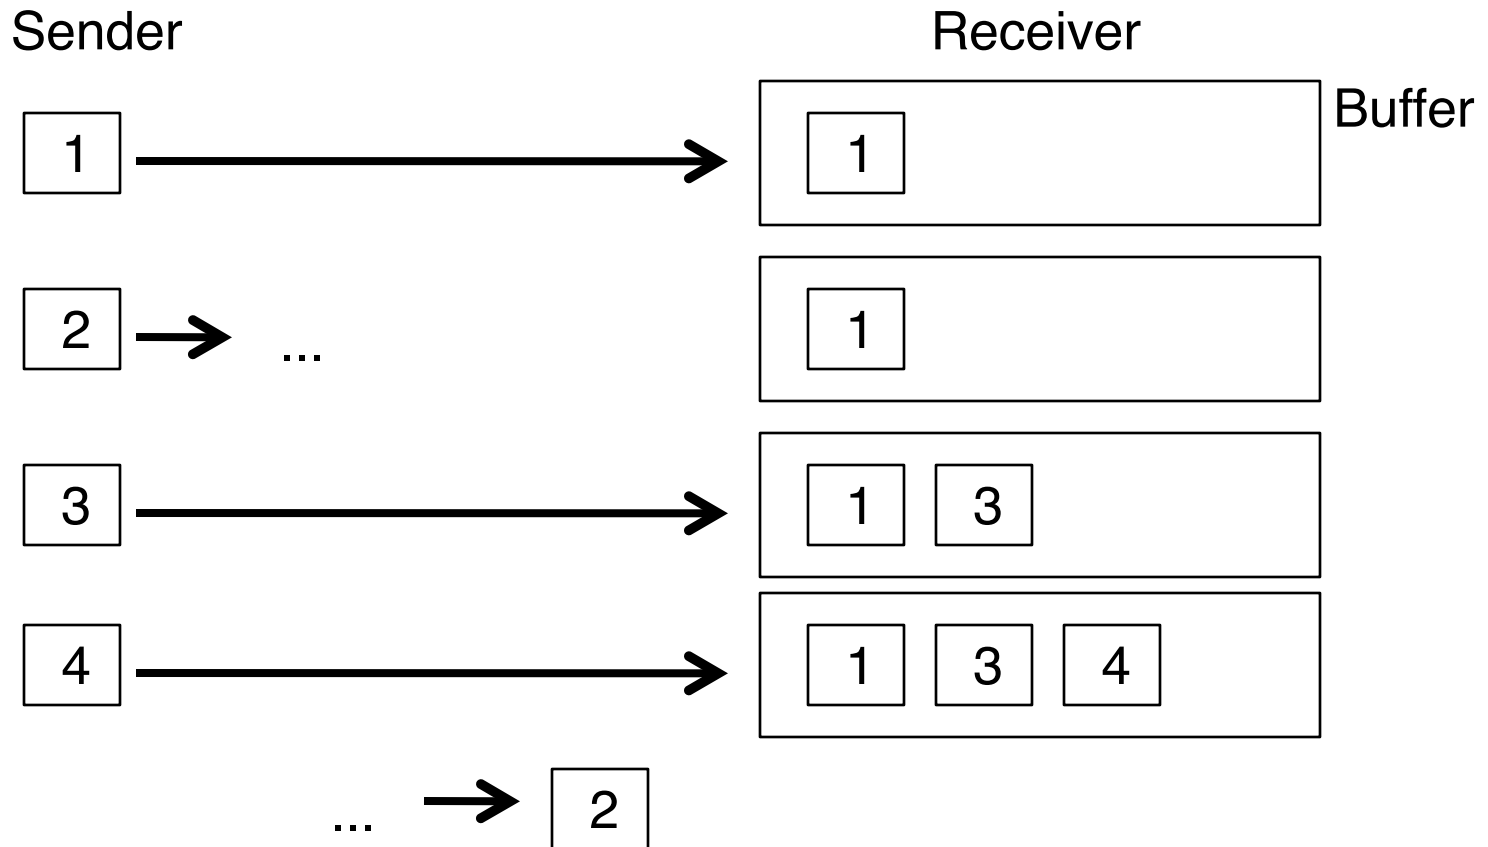 Sender Receiver
Buffer
1 1
2 ... 1
3 1 3
4 1 3 4
... 2